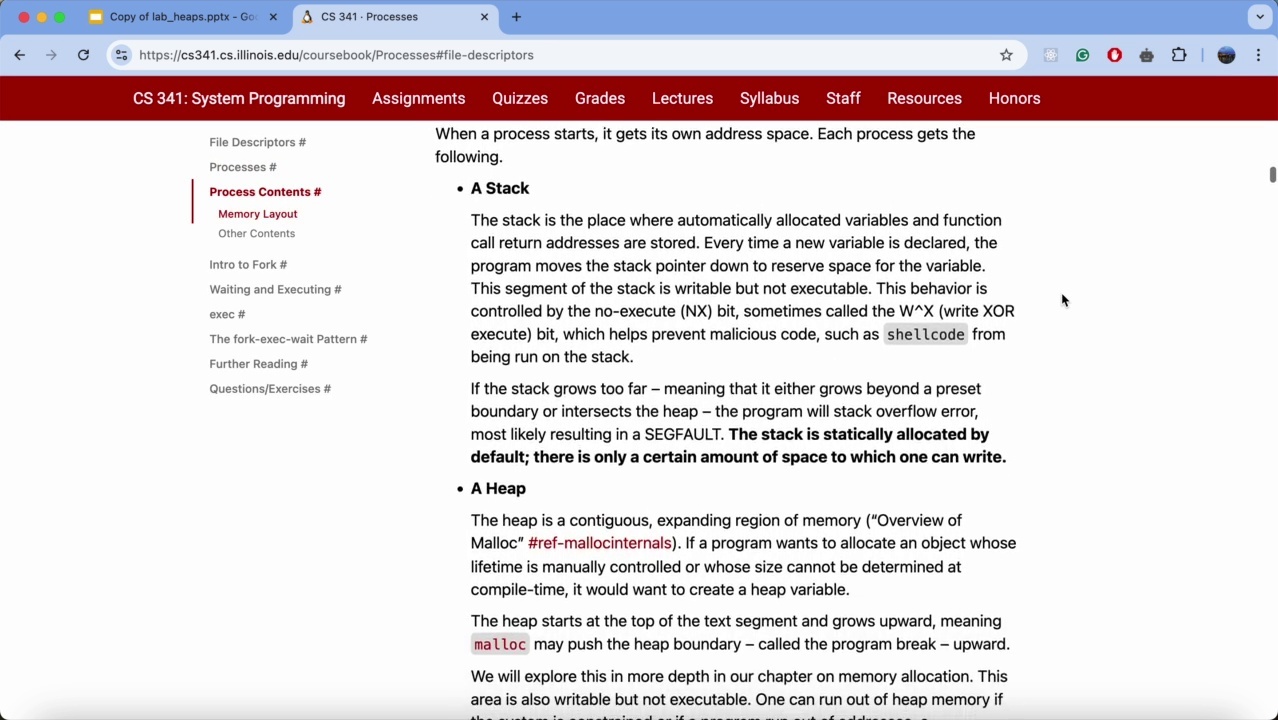 Copy of lab_heaps.pptx - Goo
CS 341 · Processes
https://cs341.cs.illinois.edu/coursebook/Processes#file-descriptors
CS 341: System Programming Assignments Quizzes Grades Lectures Syllabus Staff Resources Honors
File Descriptors #
Processes #
Process Contents #
Memory Layout
Other Contents
Intro to Fork #
Waiting and Executing #
exec #
The fork-exec-wait Pattern #
Further Reading #
Questions/Exercises #
When a process starts, it gets its own address space. Each process gets the
following.
• A Stack
The stack is the place where automatically allocated variables and function
call return addresses are stored. Every time a new variable is declared, the
program moves the stack pointer down to reserve space for the variable.
This segment of the stack is writable but not executable. This behavior is
controlled by the no-execute (NX) bit, sometimes called the W^X (write XOR
execute) bit, which helps prevent malicious code, such as shellcode from
being run on the stack.
If the stack grows too far – meaning that it either grows beyond a preset
boundary or intersects the heap – the program will stack overflow error,
most likely resulting in a SEGFAULT. The stack is statically allocated by
default; there is only a certain amount of space to which one can write.
• A Heap
The heap is a contiguous, expanding region of memory (“Overview of
Malloc” #ref-mallocinternals). If a program wants to allocate an object whose
lifetime is manually controlled or whose size cannot be determined at
compile-time, it would want to create a heap variable.
The heap starts at the top of the text segment and grows upward, meaning
malloc may push the heap boundary – called the program break – upward.
We will explore this in more depth in our chapter on memory allocation. This
area is also writable but not executable. One can run out of heap memory if